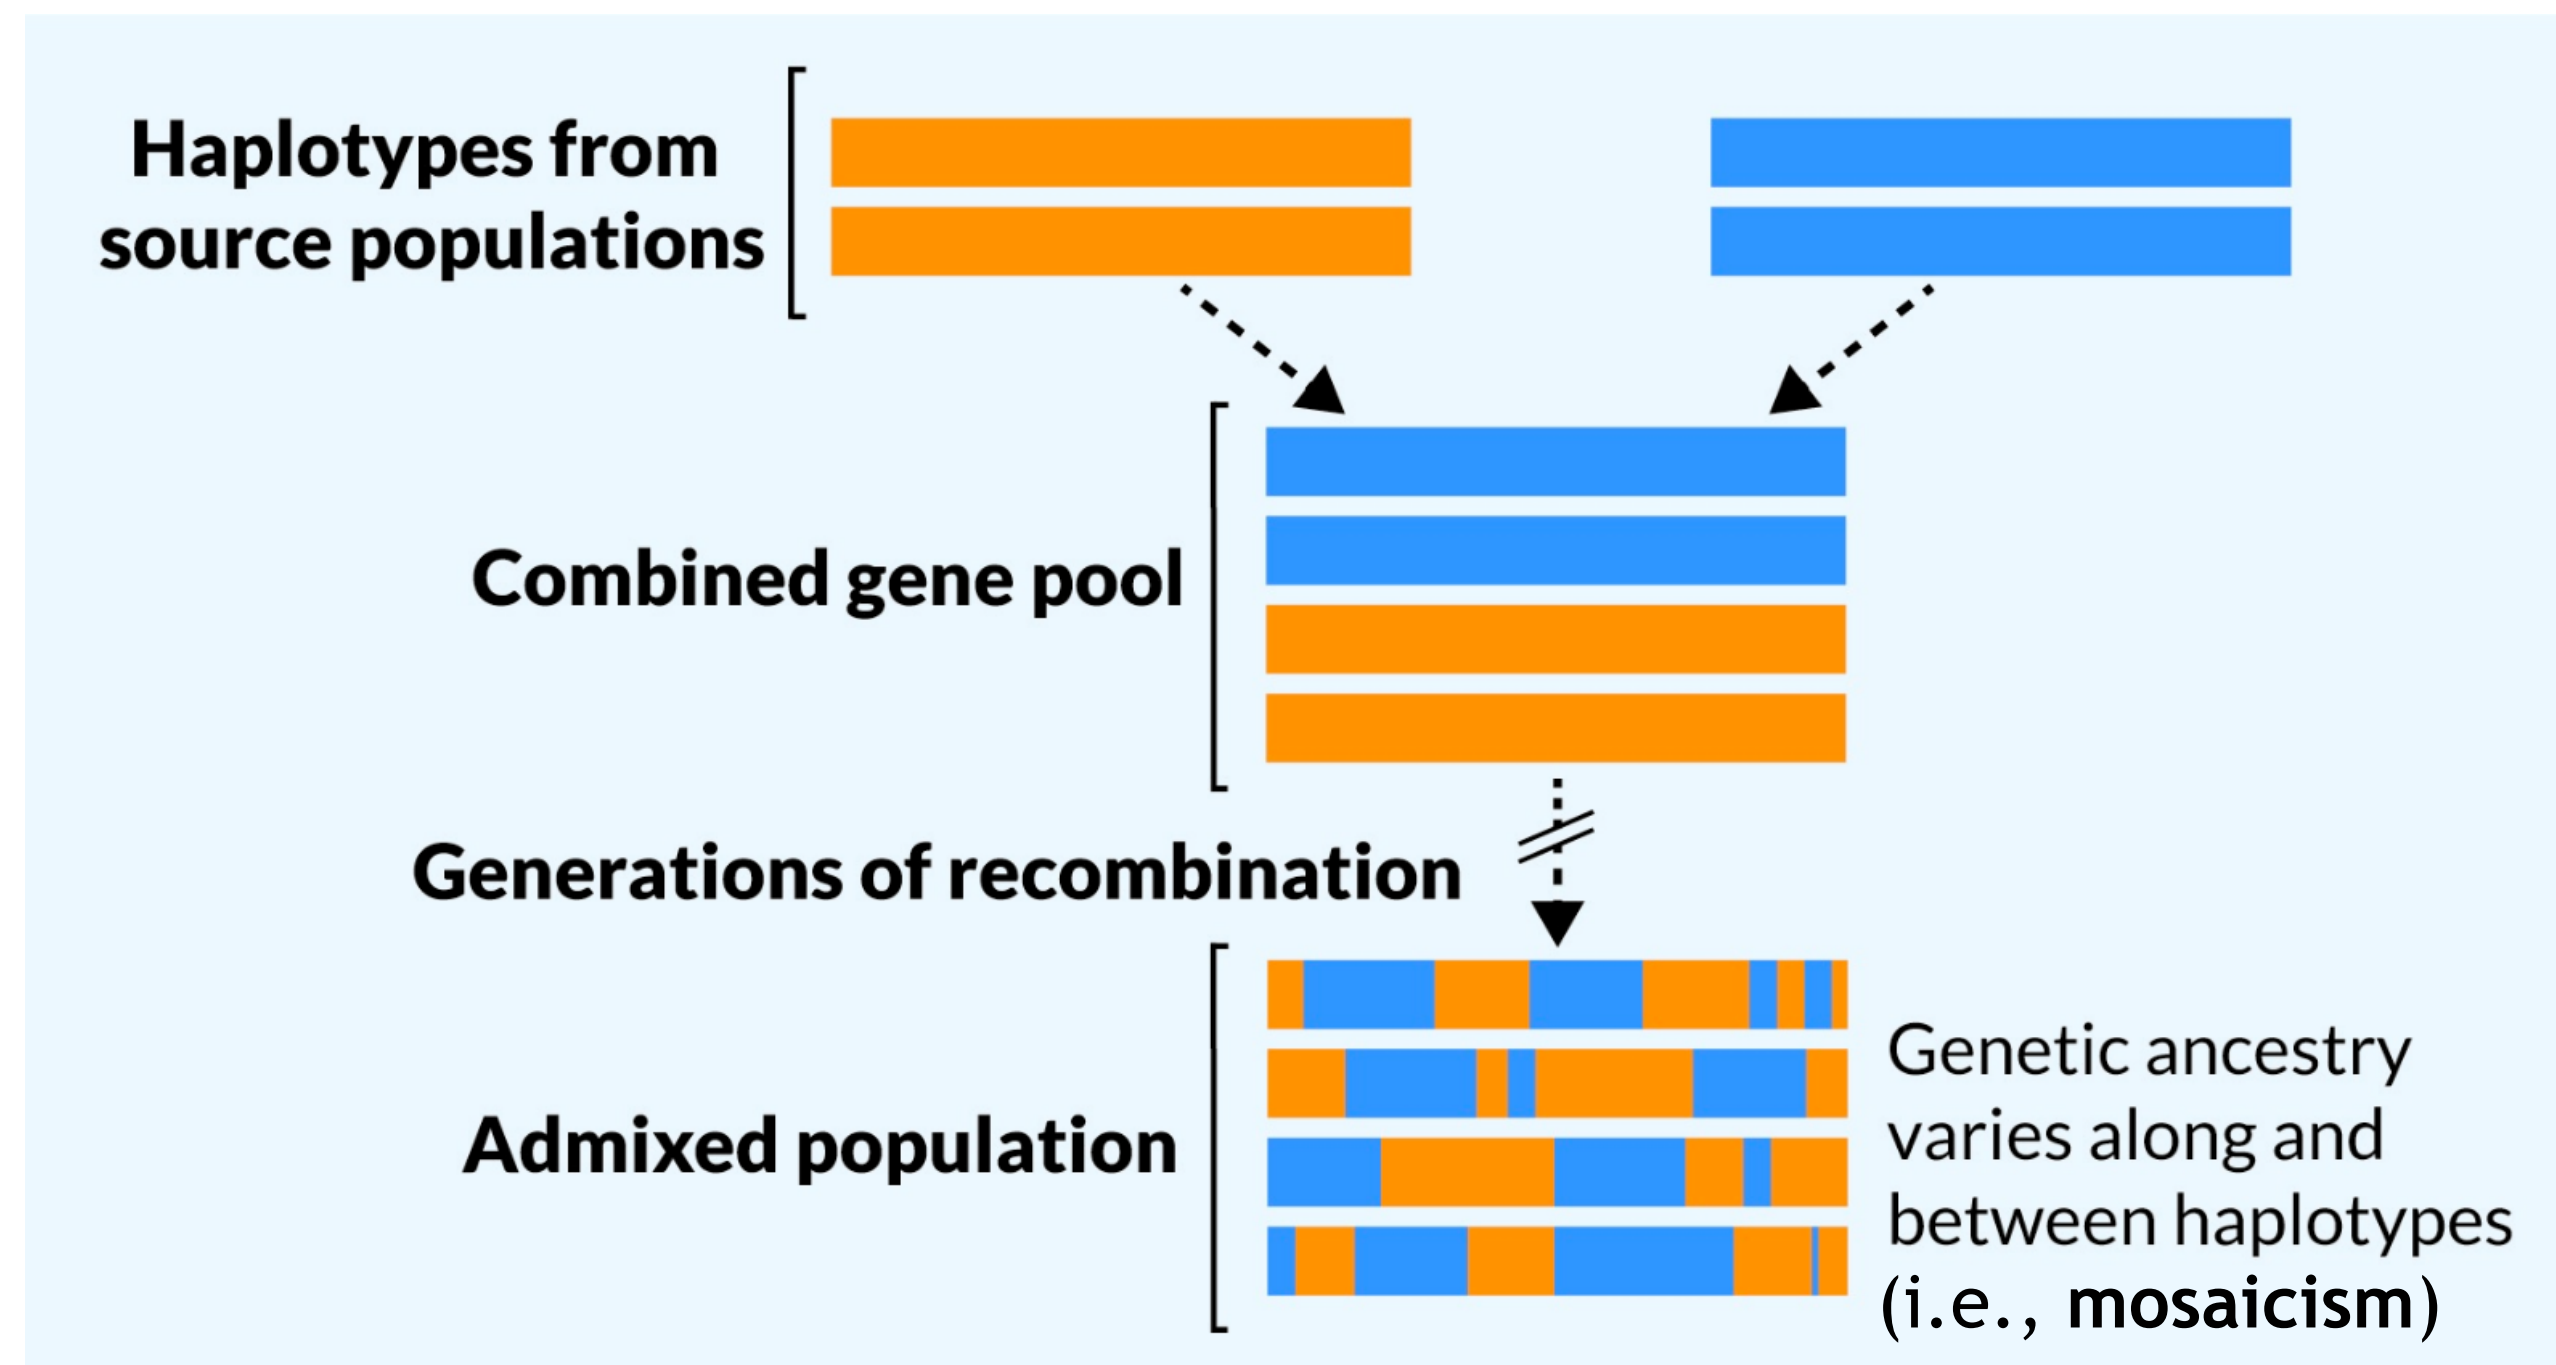 Haplotypes from
source populations
Combined gene pool
Generations of recombination
Admixed population
Genetic ancestry
varies along and
between haplotypes
(i.e., mosaicism)